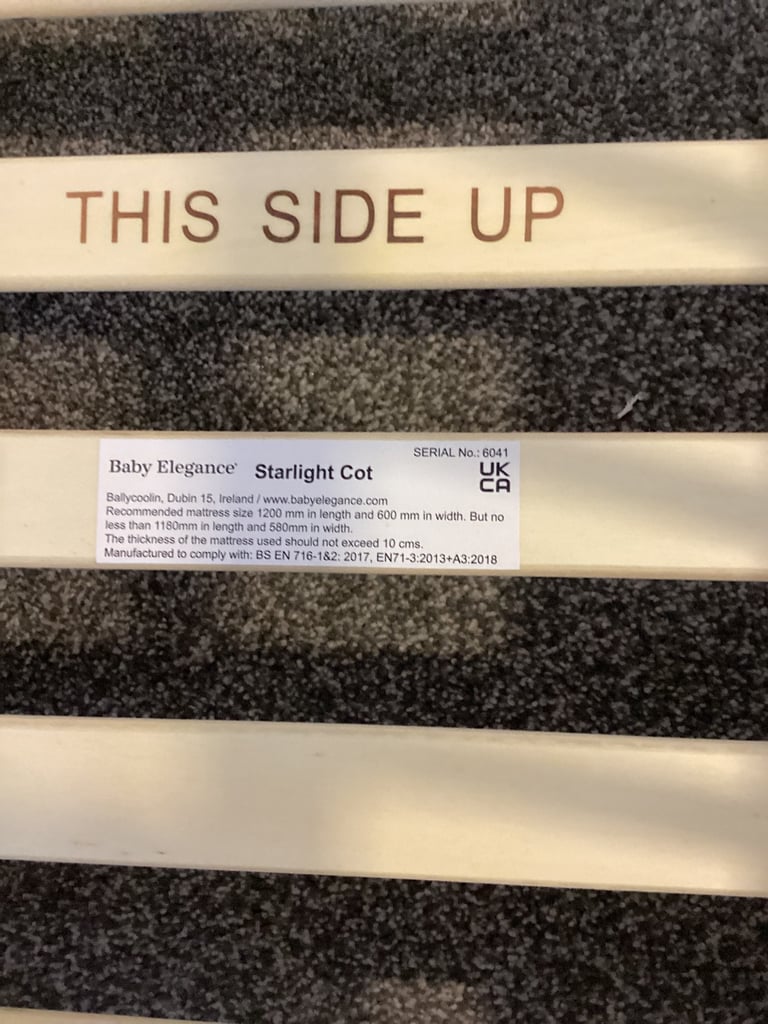 THIS SIDE UP
SERIAL No.: 6041
Baby Elegance Starlight Cot
UK
CA
Ballycoolin, Dubin 15, Ireland / www.babyelegance.com
Recommended mattress size 1200 mm in length and 600 mm in width. But no
less than 1180mm in length and 580mm in width.
The thickness of the mattress used should not exceed 10 cms.
Manufactured to comply with: BS EN 716-1&2: 2017, EN71-3:2013+A3:2018